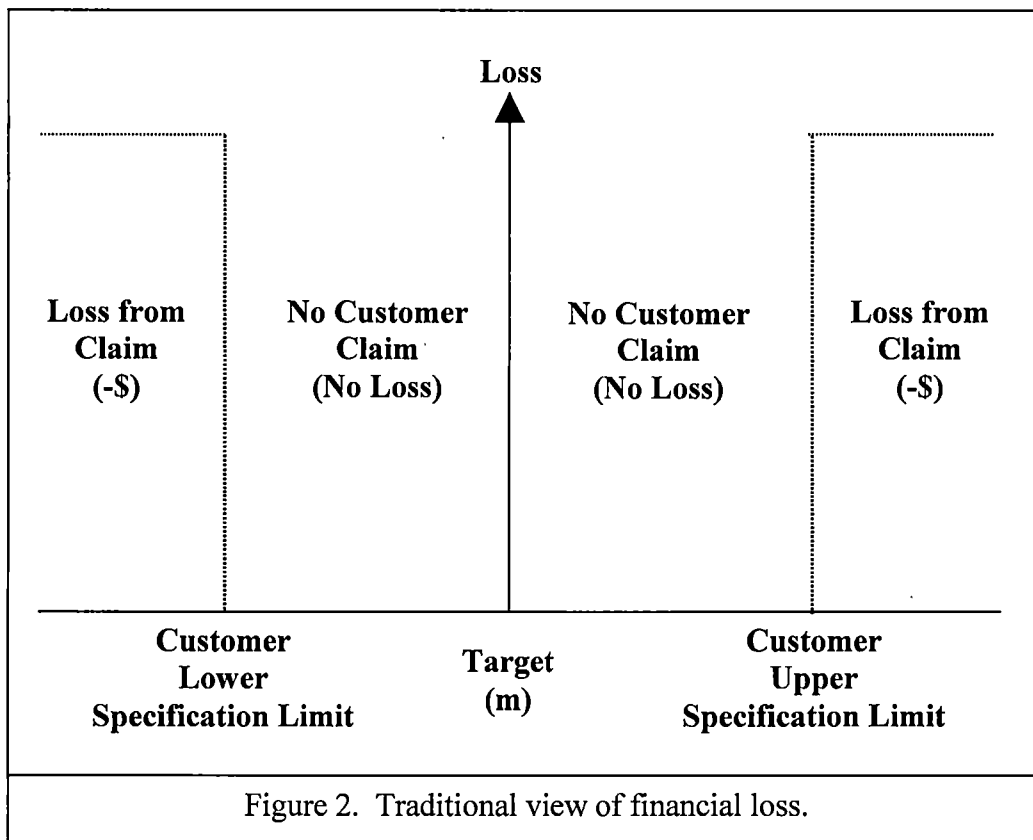 Loss
Loss from
Claim
(-$)
No Customer
Claim
(No Loss)
No Customer
Claim
(No Loss)
Loss from
Claim
(-$)
Customer
Lower
Specification Limit
Target
(m)
Customer
Upper
Specification Limit
Figure 2. Traditional view of financial loss.